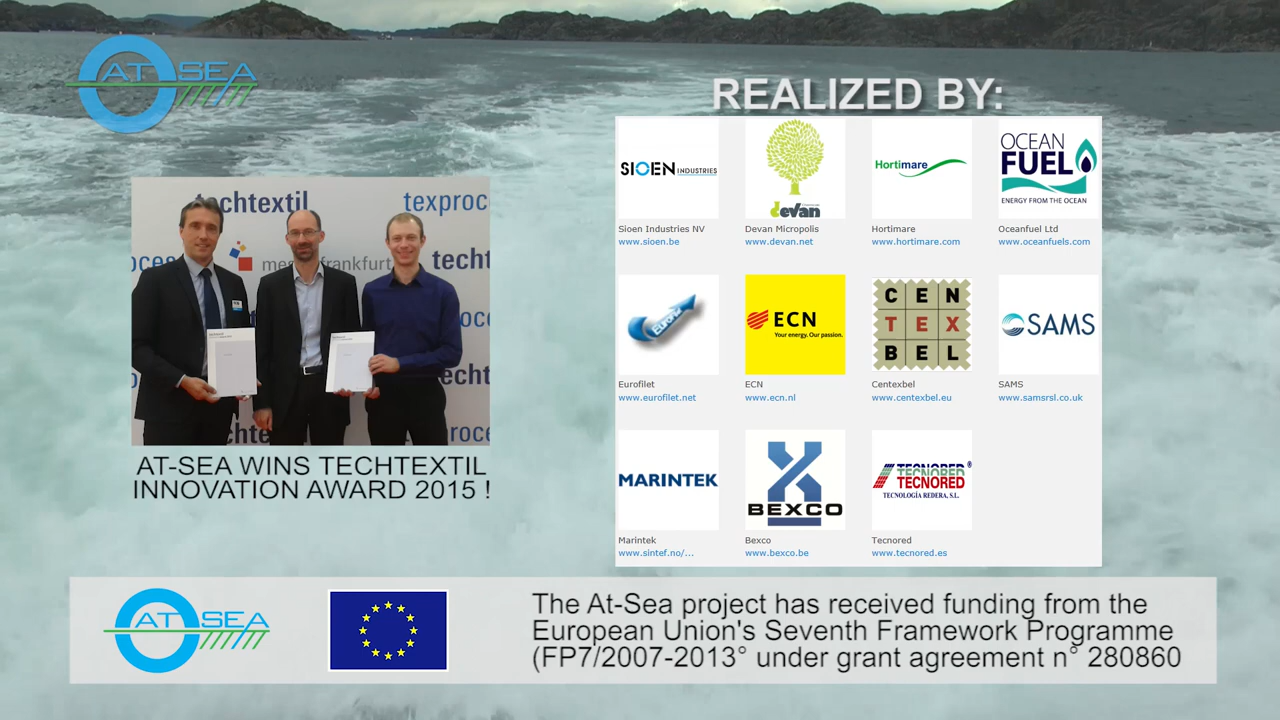 AT~SEA
REALIZED BY:
techtextil
texproc
messe frankfurt
techt
AT-SEA WINS TECHTEXTIL
INNOVATION AWARD 2015 !
SIOEN INDUSTRIES
Sioen Industries NV
www.sioen.be
devan
Devan Micropolis
www.devan.net
Hortimare
Hortimare
www.hortimare.com
OCEAN
FUEL
ENERGY FROM THE OCEAN
Oceanfuel Ltd
www.oceanfuels.com
Eurofilet
www.eurofilet.net
ECN
Your energy. Our passion.
ECN
www.ecn.nl
CEN
TEX
BEL
Centexbel
www.centexbel.eu
SAMS
SAMS
www.samsrsl.co.uk
MARINTEK
Marintek
www.sintef.no/...
BEXCO
Bexco
www.bexco.be
TECNORED®
TECNORED
TECNOLOGÍA REDERA, S.L.
Tecnored
www.tecnored.es
AT~SEA
The At-Sea project has received funding from the
European Union's Seventh Framework Programme
(FP7/2007-2013° under grant agreement n° 280860